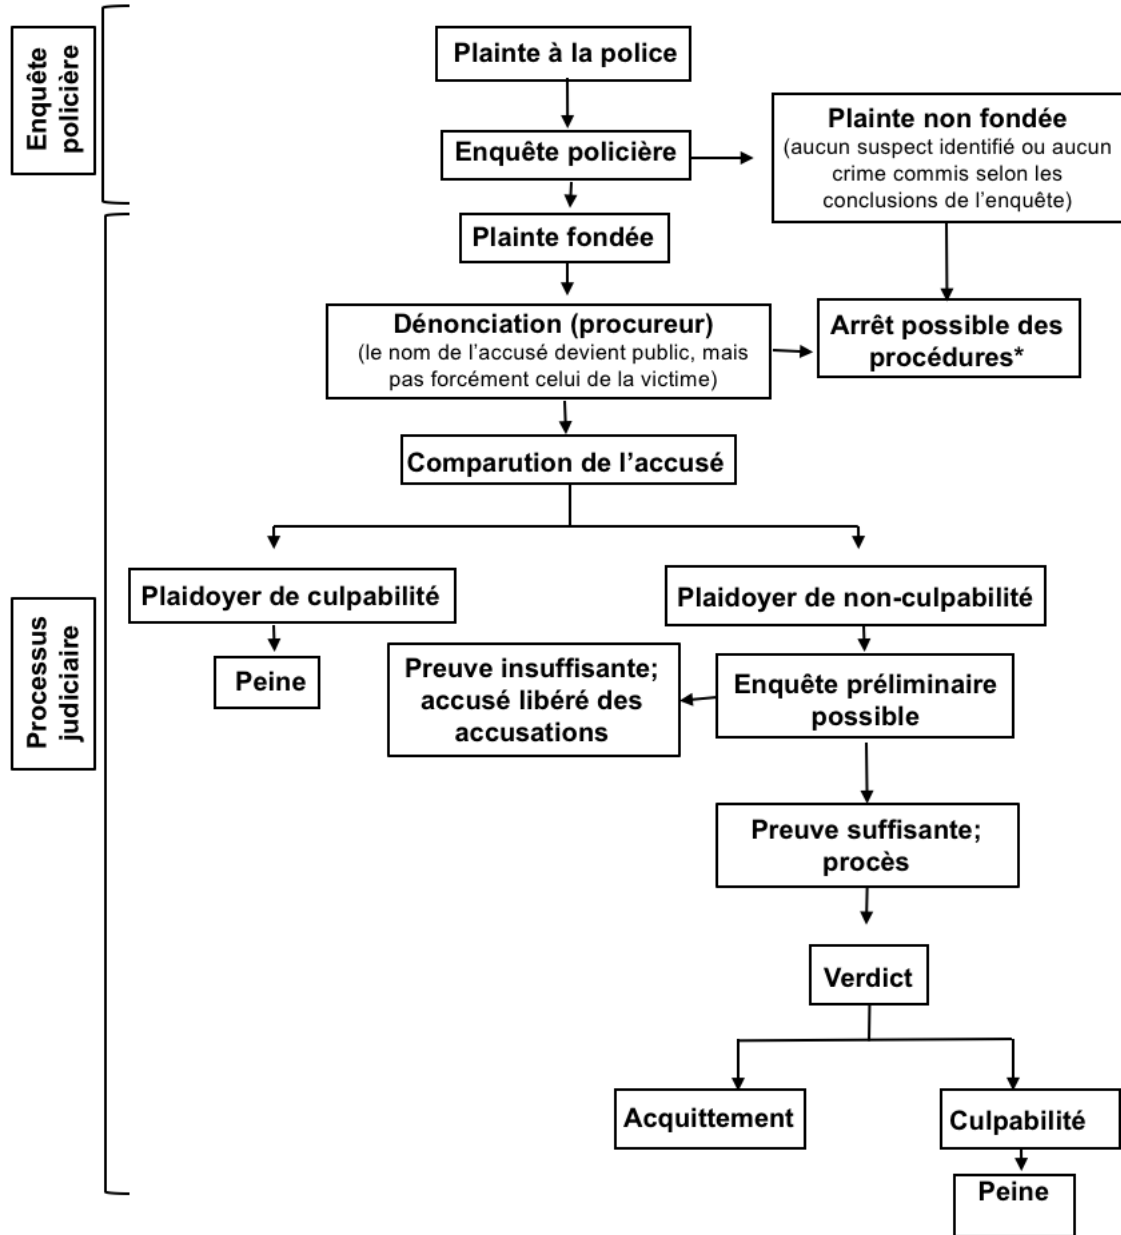 Enquête
policière
Plainte à la police
Enquête policière
Plainte non fondée
(aucun suspect identifié ou aucun
crime commis selon les
conclusions de l’enquête)
Plainte fondée
Dénonciation (procureur)
(le nom de l’accusé devient public, mais
pas forcément celui de la victime)
Arrêt possible des
procédures*
Comparution de l’accusé
Processus
judiciaire
Plaidoyer de culpabilité
Peine
Plaidoyer de non-culpabilité
Enquête préliminaire
possible
Preuve insuffisante;
accusé libéré des
accusations
Preuve suffisante;
procès
Verdict
Acquittement
Culpabilité
Peine